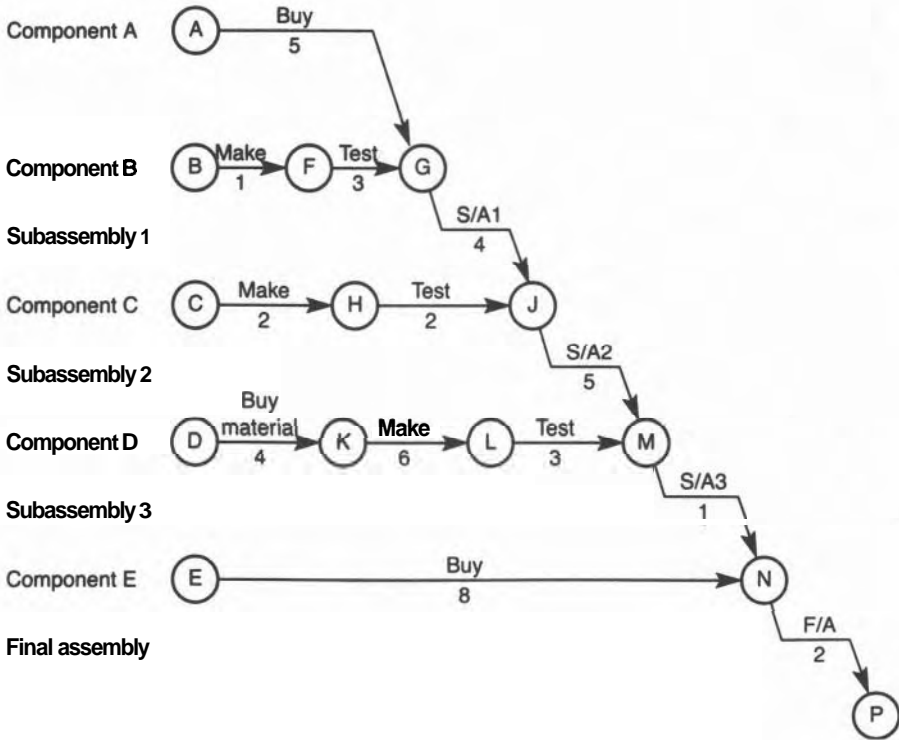 Component A
A
Buy
5
Component B
B
Make
1
F
Test
3
G
Subassembly 1
S/A1
4
Component C
C
Make
2
H
Test
2
J
Subassembly 2
S/A2
5
Component D
D
Buy
material
4
K
Make
6
L
Test
3
M
Subassembly 3
S/A3
1
Component E
E
Buy
8
N
Final assembly
F/A
2
P